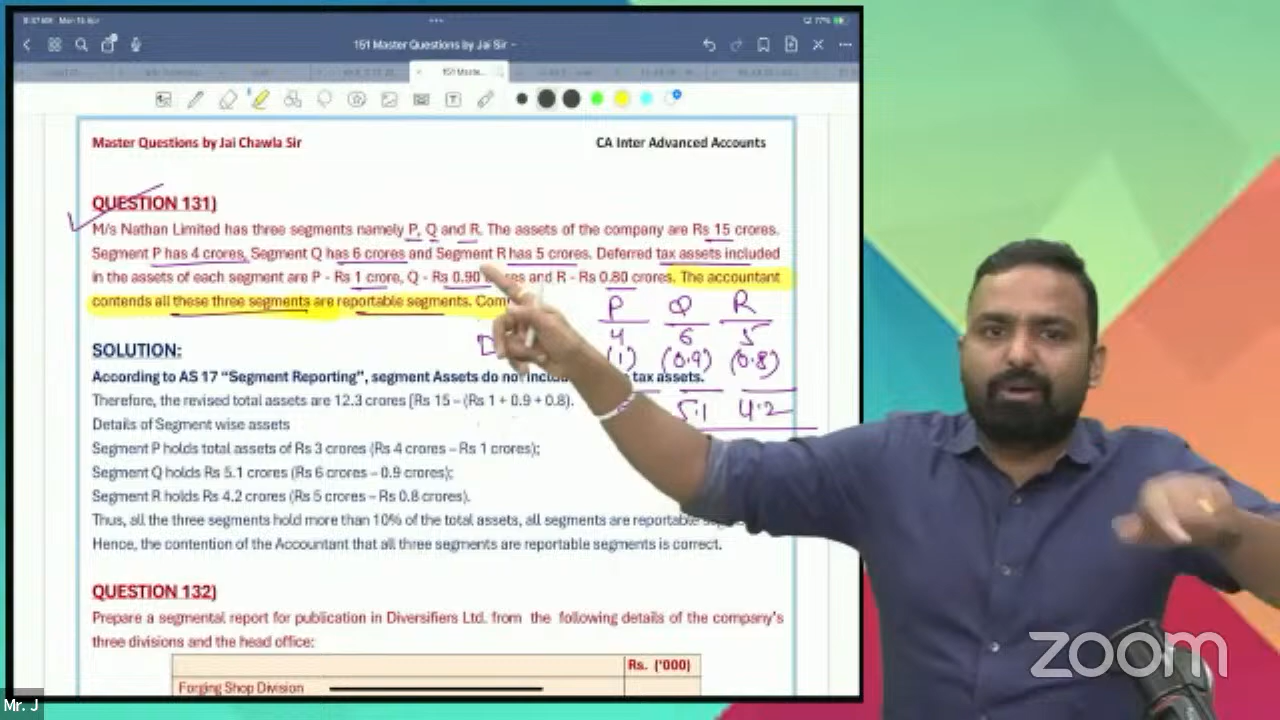 151 Master Questions by Jai Sir
151 Maste...
Master Questions by Jai Chawla Sir
CA Inter Advanced Accounts
QUESTION 131)
M/s Nathan Limited has three segments namely P, Q and R. The assets of the company are Rs 15 crores.
Segment P has 4 crores, Segment Q has 6 crores and Segment R has 5 crores. Deferred tax assets included
in the assets of each segment are P - Rs 1 crore, Q - Rs 0.90 and R - Rs 0.80 crores. The accountant
contends all these three segments are reportable segments.
P Q R
4 6 5
(1) (0.9) (0.8)
5.1 4.2
SOLUTION:
According to AS 17 “Segment Reporting”, segment Assets do not tax assets.
Therefore, the revised total assets are 12.3 crores [Rs 15 – (Rs 1 + 0.9 + 0.8).
Details of Segment wise assets
Segment P holds total assets of Rs 3 crores (Rs 4 crores – Rs 1 crores);
Segment Q holds Rs 5.1 crores (Rs 6 crores – 0.9 crores);
Segment R holds Rs 4.2 crores (Rs 5 crores – Rs 0.8 crores).
Thus, all the three segments hold more than 10% of the total assets, all segments are reportable
Hence, the contention of the Accountant that all three segments are reportable segments is correct.
QUESTION 132)
Prepare a segmental report for publication in Diversifiers Ltd. from the following details of the company's
three divisions and the head office:
Rs. ('000)
Forging Shop Division
zoom
Mr. J